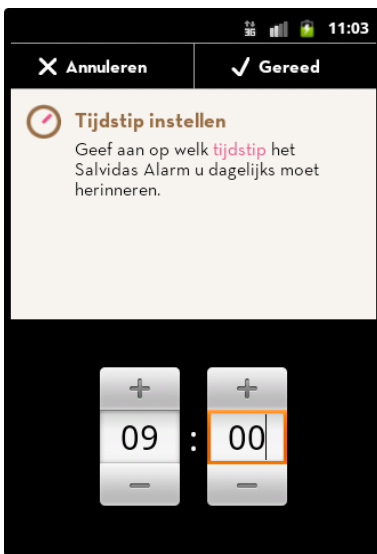 3G 11:03
Annuleren Gereed
Tijdstip instellen
Geef aan op welk tijdstip het
Salvidas Alarm u dagelijks moet
herinneren.
+ +
09 : 00
− −